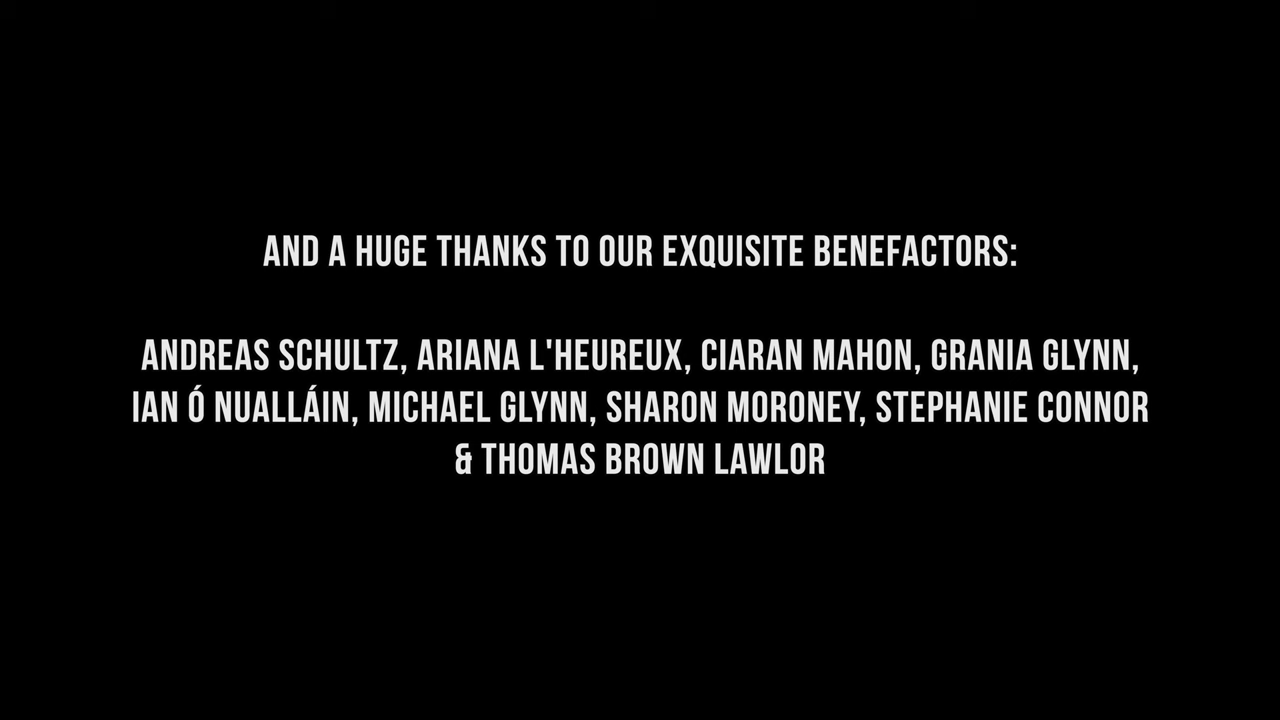 AND A HUGE THANKS TO OUR EXQUISITE BENEFACTORS:
ANDREAS SCHULTZ, ARIANA L'HEUREUX, CIARAN MAHON, GRANIA GLYNN,
IAN Ó NUALLÁIN, MICHAEL GLYNN, SHARON MORONEY, STEPHANIE CONNOR
& THOMAS BROWN LAWLOR